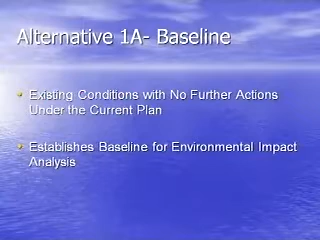 Alternative 1A- Baseline
• Existing Conditions with No Further Actions
Under the Current Plan
• Establishes Baseline for Environmental Impact
Analysis